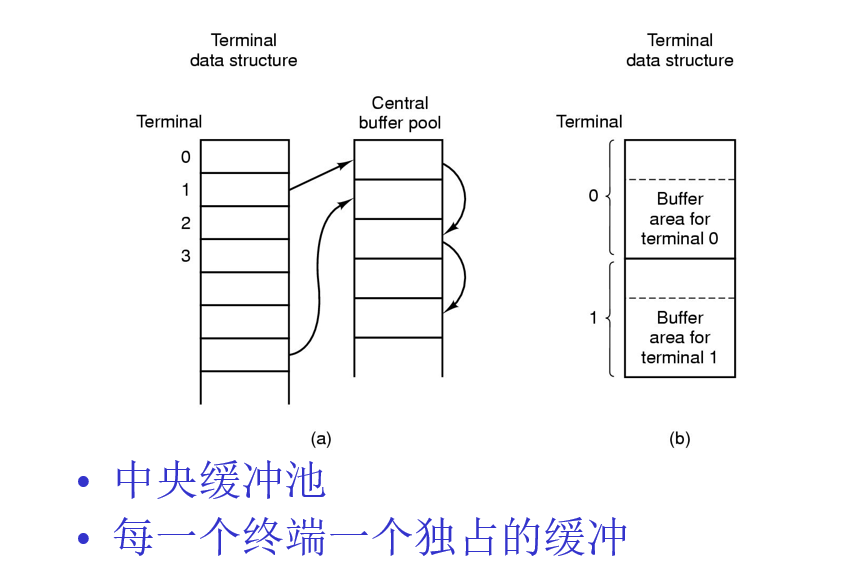 Terminal
data structure
Terminal
0
1
2
3
Central
buffer pool
(a)
Terminal
data structure
Terminal
0
Buffer
area for
terminal 0
1
Buffer
area for
terminal 1
(b)
• 中央缓冲池
• 每一个终端一个独占的缓冲